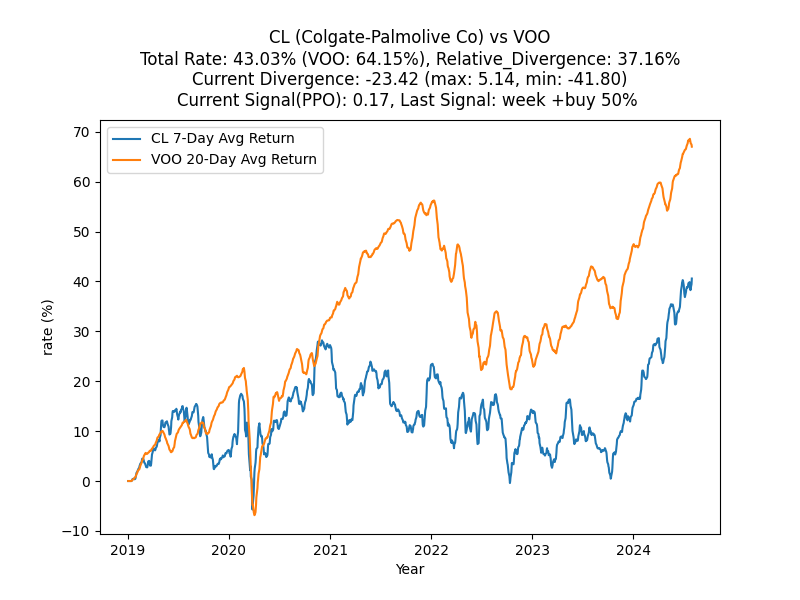 CL (Colgate-Palmolive Co) vs VOO
Total Rate: 43.03% (VOO: 64.15%), Relative_Divergence: 37.16%
Current Divergence: -23.42 (max: 5.14, min: -41.80)
Current Signal(PPO): 0.17, Last Signal: week +buy 50%
CL 7-Day Avg Return
VOO 20-Day Avg Return
70
60
50
40
30
20
10
0
−10
rate (%)
2019 2020 2021 2022 2023 2024
Year